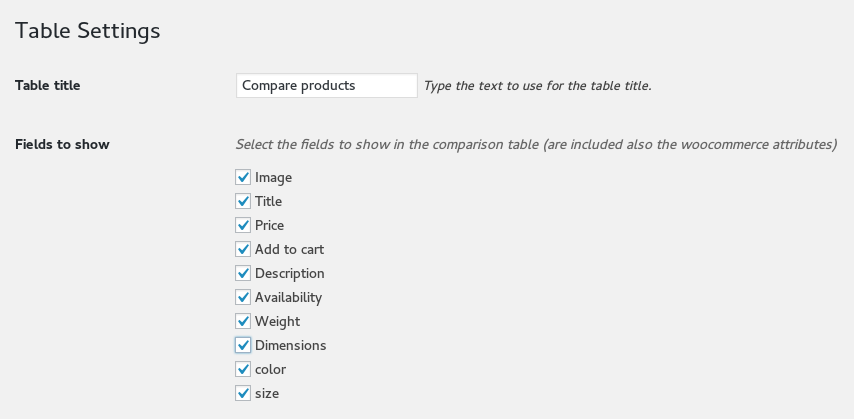 Table Settings
Table title
Compare products
Type the text to use for the table title.
Fields to show
Select the fields to show in the comparison table (are included also the woocommerce attributes)
Image
Title
Price
Add to cart
Description
Availability
Weight
Dimensions
color
size